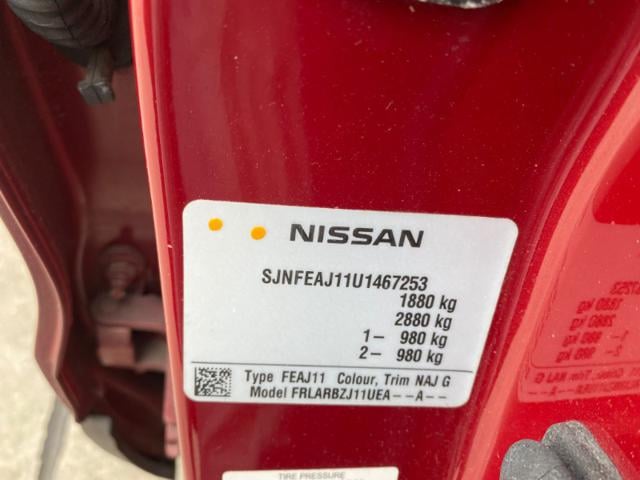 NISSAN
SJNFEAJ11U1467253
1880 kg
2880 kg
1– 980 kg
2– 980 kg
Type FEAJ11 Colour, Trim NAJ G
Model FRLARBZJ11UEA––A––
TIRE PRESSURE